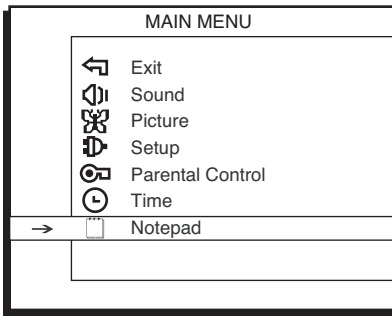 MAIN MENU
Exit
Sound
Picture
Setup
Parental Control
Time
→ Notepad